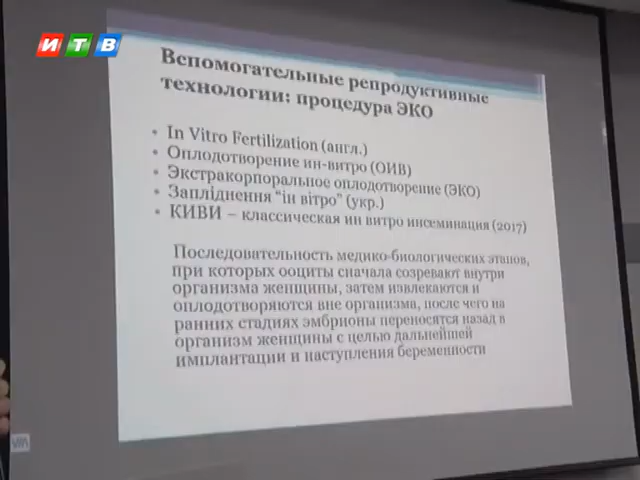 ИТВ
Вспомогательные репродуктивные
технологии: процедура ЭКО
• In Vitro Fertilization (англ.)
• Оплодотворение ин-витро (ОИВ)
• Экстракорпоральное оплодотворение (ЭКО)
• Запліднення “ін вітро” (укр.)
• КИВИ – классическая ин витро инсеминация (2017)
Последовательность медико-биологических этапов,
при которых ооциты сначала созревают внутри
организма женщины, затем извлекаются и
оплодотворяются вне организма, после чего на
ранних стадиях эмбрионы переносятся назад в
организм женщины с целью дальнейшей
имплантации и наступления беременности